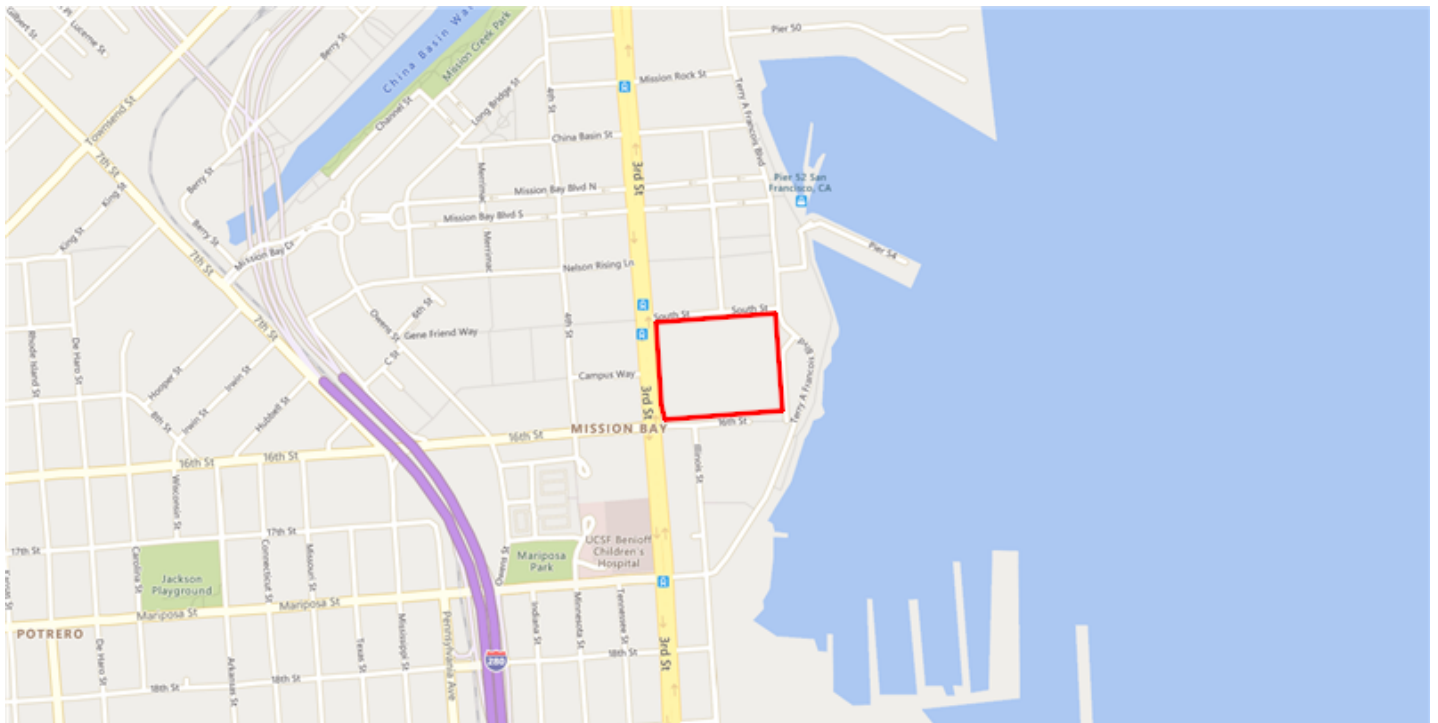 Gilbert St
Lucerne St
Berry St
China Basin Wa
Mission Creek Park
Pier 50
Mission Rock St
Terry A Francois Blvd
Long Bridge St
4th St
Channel St
Townsend St
7th St
China Basin St
3rd St
Berry St
King St
Merrimac
Mission Bay Blvd N
Pier 52 San
Francisco, CA
Mission Bay Blvd S
Berry St
King St
7th St
Merrimac
Pier 54
Nelson Rising Ln
6th St
Owens St
4th St
South St
South St
7th St
Gene Friend Way
C St
Rhode Island St
De Haro St
Hooper St
Irwin St
Campus Way
3rd St
Terry A Francois Blvd
Irwin St
Hubbell St
8th St
MISSION BAY
16th St
16th St
16th St
16th St
Illinois St
Wisconsin St
17th St
17th St
Carolina St
Connecticut St
Missouri St
Owens St
UCSF Benioff
Children's
Hospital
Mariposa
Park
Jackson
Playground
Mariposa St
Mariposa St
POTRERO
De Haro St
Arkansas St
Texas St
Mississippi St
Pennsylvania Ave
Indiana St
Minnesota St
Tennessee St
3rd St
18th St
18th St
18th St
280